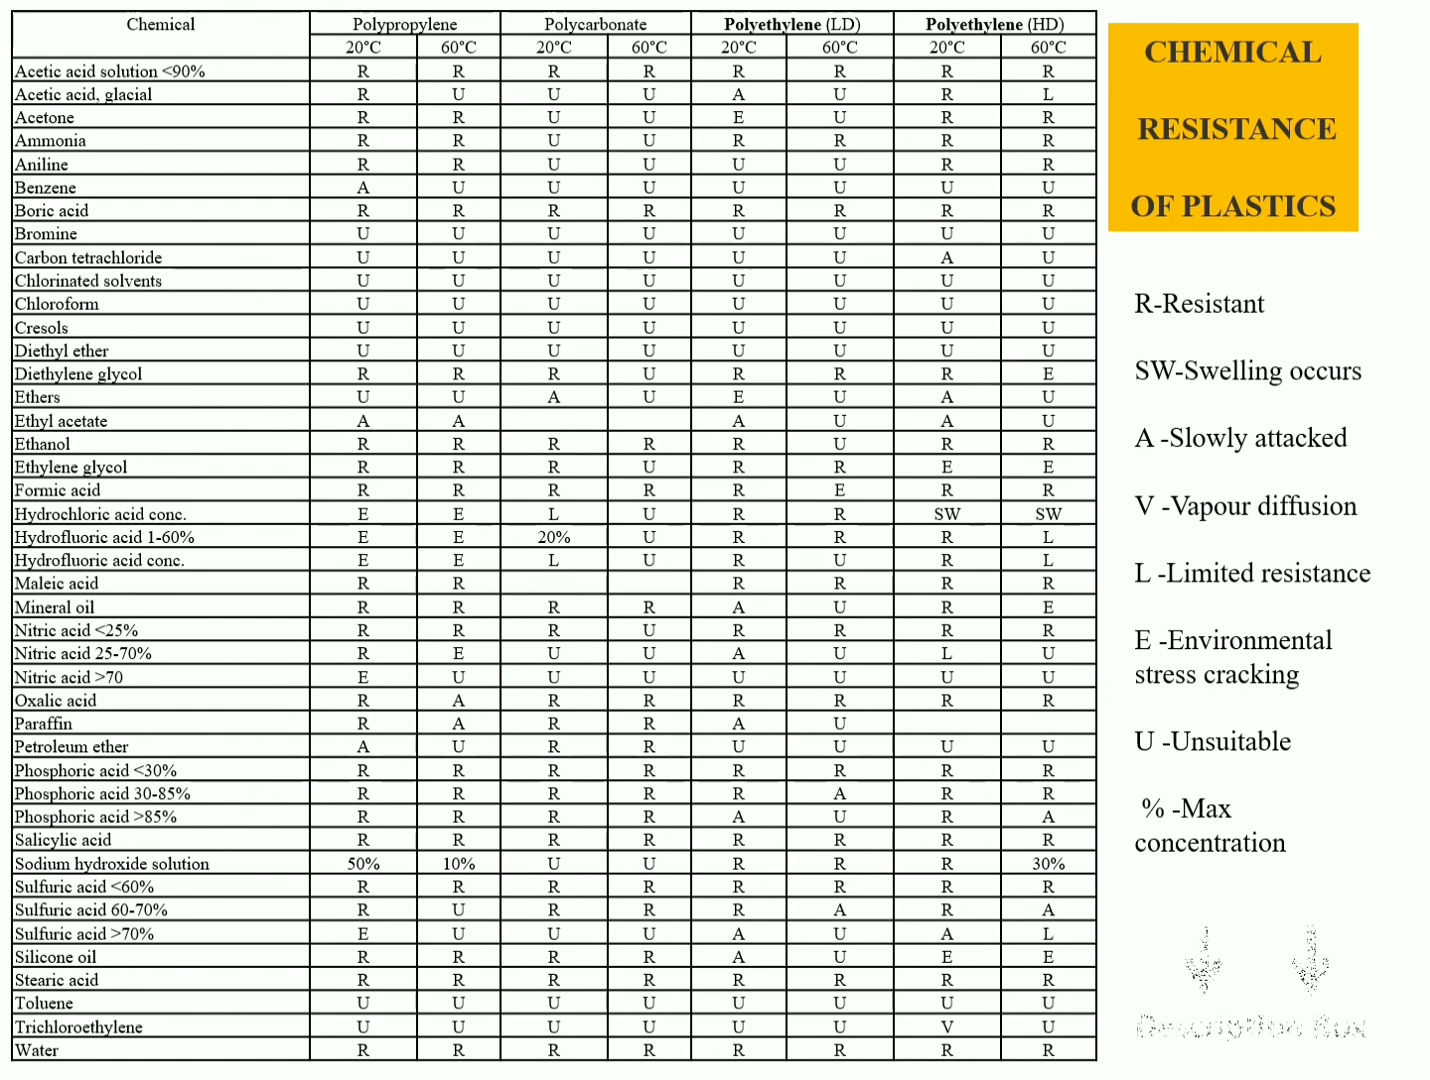 Chemical Polypropylene Polycarbonate Polyethylene (LD) Polyethylene (HD)
20°C 60°C 20°C 60°C 20°C 60°C 20°C 60°C
Acetic acid solution <90% R R R R R R R R
Acetic acid, glacial R U U U A U R L
Acetone R R U U E U R R
Ammonia R R U U R R R R
Aniline R R U U U U R R
Benzene A U U U U U U U
Boric acid R R R R R R R R
Bromine U U U U U U U U
Carbon tetrachloride U U U U U U A U
Chlorinated solvents U U U U U U U U
Chloroform U U U U U U U U
Cresols U U U U U U U U
Diethyl ether U U U U U U U U
Diethylene glycol R R R U R R R E
Ethers U U A U E U A U
Ethyl acetate A A A U A U
Ethanol R R R R R U R R
Ethylene glycol R R R U R R E E
Formic acid R R R R R E R R
Hydrochloric acid conc. E E L U R R SW SW
Hydrofluoric acid 1-60% E E 20% U R R R L
Hydrofluoric acid conc. E E L U R U R L
Maleic acid R R R R R R
Mineral oil R R R R A U R E
Nitric acid <25% R R R U R R R R
Nitric acid 25-70% R E U U A U L U
Nitric acid >70 E U U U U U U U
Oxalic acid R A R R R R R R
Paraffin R A R R A U
Petroleum ether A U R R U U U U
Phosphoric acid <30% R R R R R R R R
Phosphoric acid 30-85% R R R R R A R R
Phosphoric acid >85% R R R R A U R A
Salicylic acid R R R R R R R R
Sodium hydroxide solution 50% 10% U U R R R 30%
Sulfuric acid <60% R R R R R R R R
Sulfuric acid 60-70% R U R R R A R A
Sulfuric acid >70% E U U U A U A L
Silicone oil R R R R A U E E
Stearic acid R R R R R R R R
Toluene U U U U U U U U
Trichloroethylene U U U U U U V U
Water R R R R R R R R
CHEMICAL
RESISTANCE
OF PLASTICS
R-Resistant
SW-Swelling occurs
A -Slowly attacked
V -Vapour diffusion
L -Limited resistance
E -Environmental
stress cracking
U -Unsuitable
% -Max
concentration
Description Box